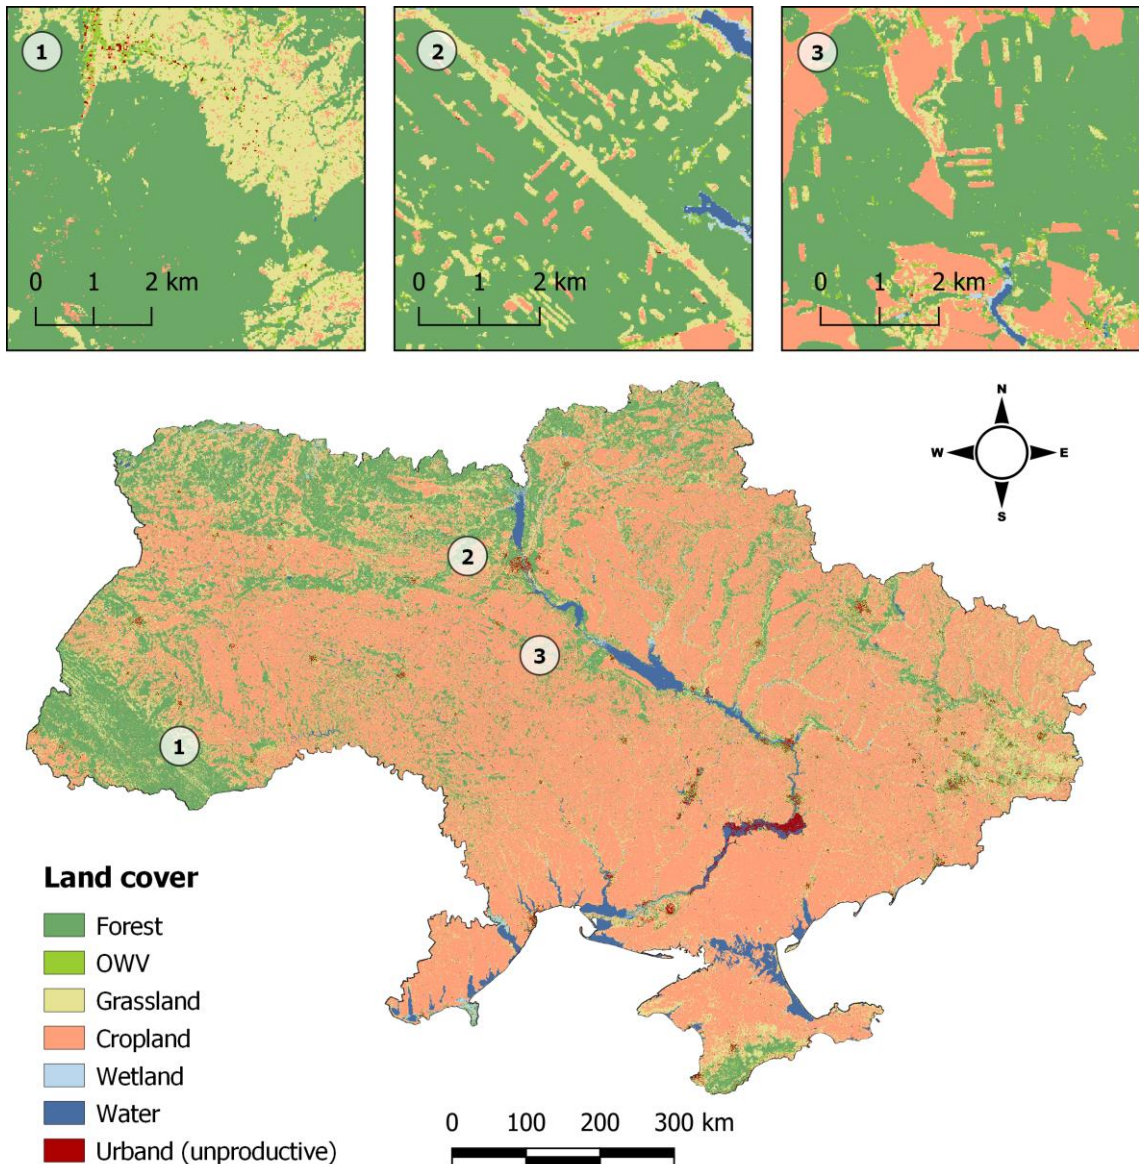 1
2
3
0 1 2 km
0 1 2 km
0 1 2 km
N
W E
S
2
3
1
Land cover
Forest
OWV
Grassland
Cropland
Wetland
Water
Urband (unproductive)
0 100 200 300 km